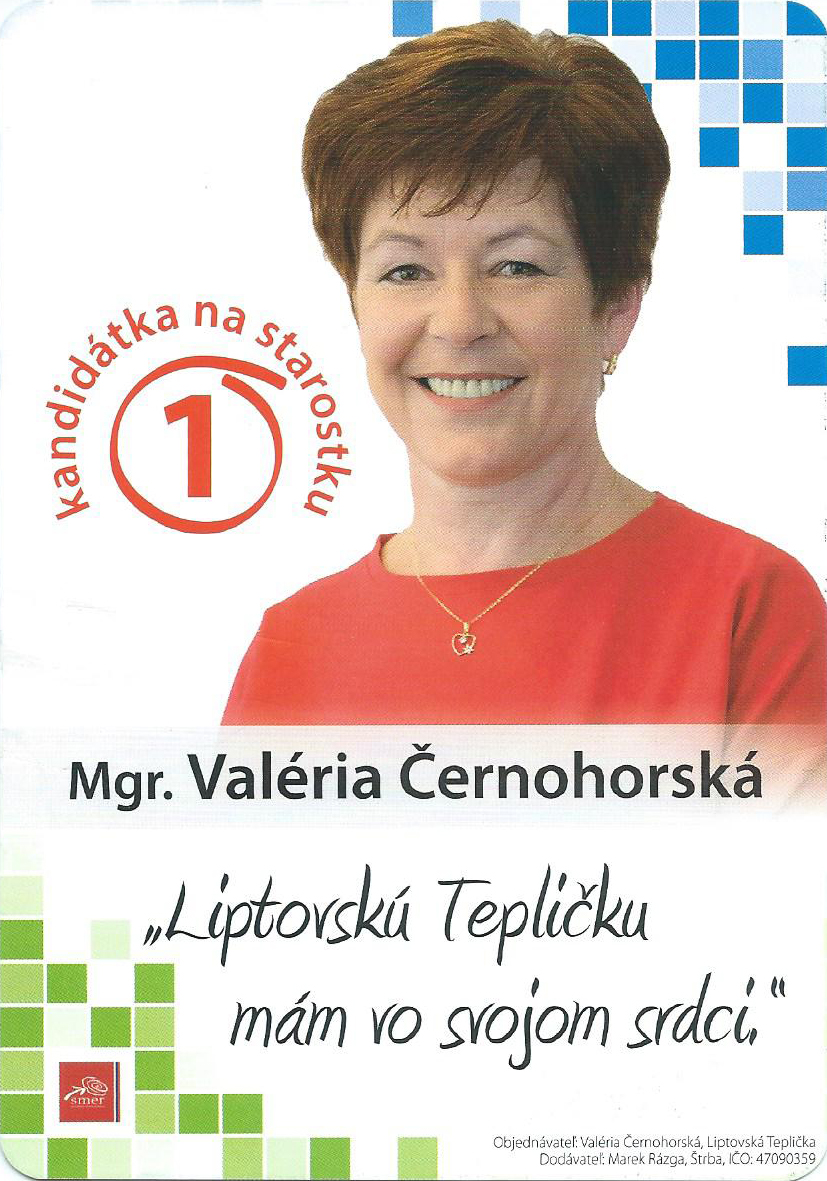 kandidátka na starostku
1
Mgr. Valéria Černohorská
„Liptovskú Tepličku
mám vo svojom srdci.“
smer
Objednávateľ: Valéria Černohorská, Liptovská Teplička
Dodávateľ: Marek Rázga, Štrba, IČO: 47090359